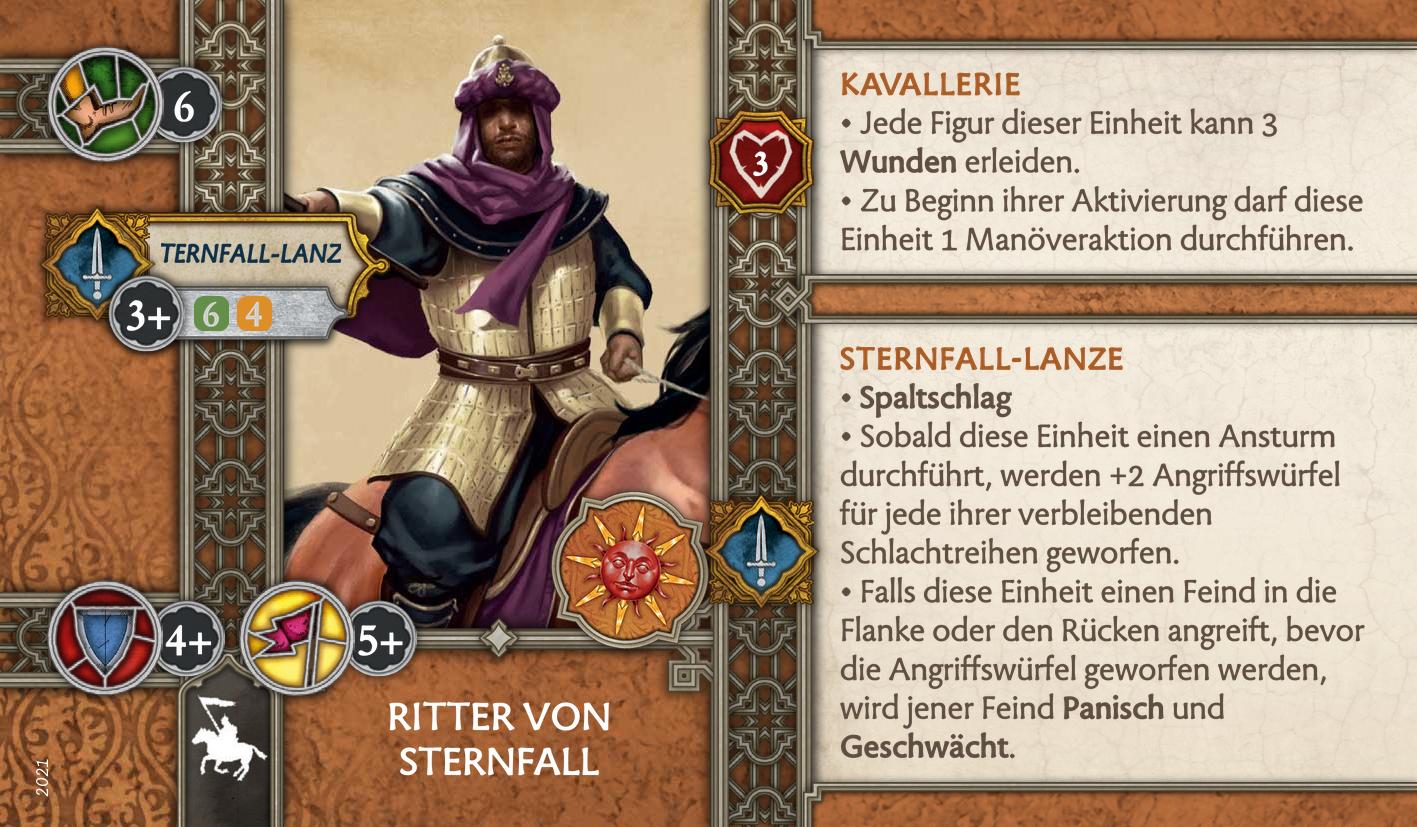 6
TERNFALL-LANZ
3+ 6 4
4+ 5+
RITTER VON
STERNFALL
2021
3
KAVALLERIE
• Jede Figur dieser Einheit kann 3
Wunden erleiden.
• Zu Beginn ihrer Aktivierung darf diese
Einheit 1 Manöveraktion durchführen.
STERNFALL-LANZE
• Spaltschlag
• Sobald diese Einheit einen Ansturm
durchführt, werden +2 Angriffswürfel
für jede ihrer verbleibenden
Schlachtreihen geworfen.
• Falls diese Einheit einen Feind in die
Flanke oder den Rücken angreift, bevor
die Angriffswürfel geworfen werden,
wird jener Feind Panisch und
Geschwächt.